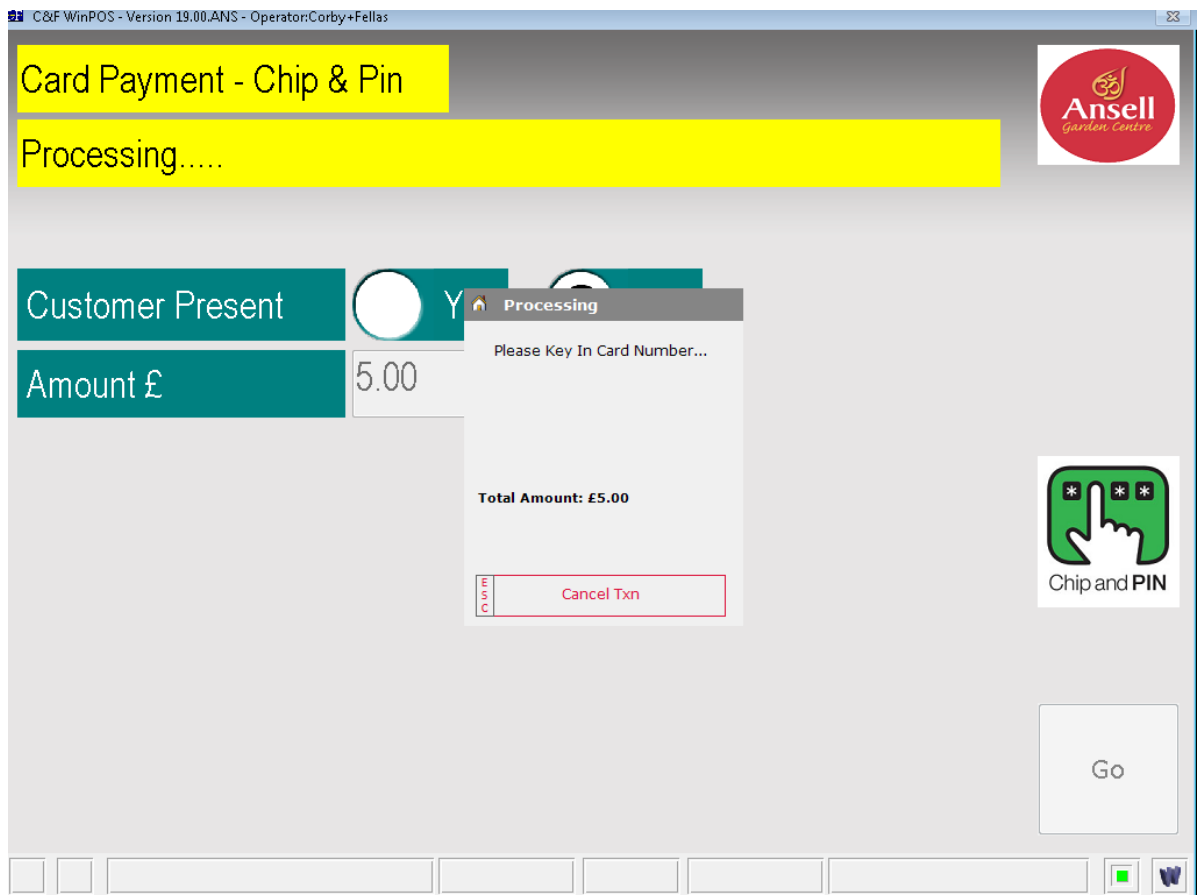 C&F WinPOS - Version 19.00.ANS - Operator:Corby+Fellas
Card Payment - Chip & Pin
Processing.....
ॐ
Ansell
Garden Centre
Customer Present
Y
Processing
Please Key In Card Number...
Amount £
5.00
Total Amount: £5.00
ESC
Cancel Txn
* * *
Chip and PIN
Go